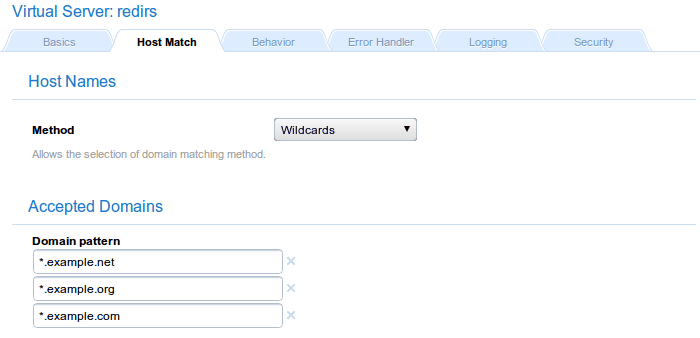 Virtual Server: redirs
Basics Host Match Behavior Error Handler Logging Security
Host Names
Method Wildcards
Allows the selection of domain matching method.
Accepted Domains
Domain pattern
*.example.net
*.example.org
*.example.com